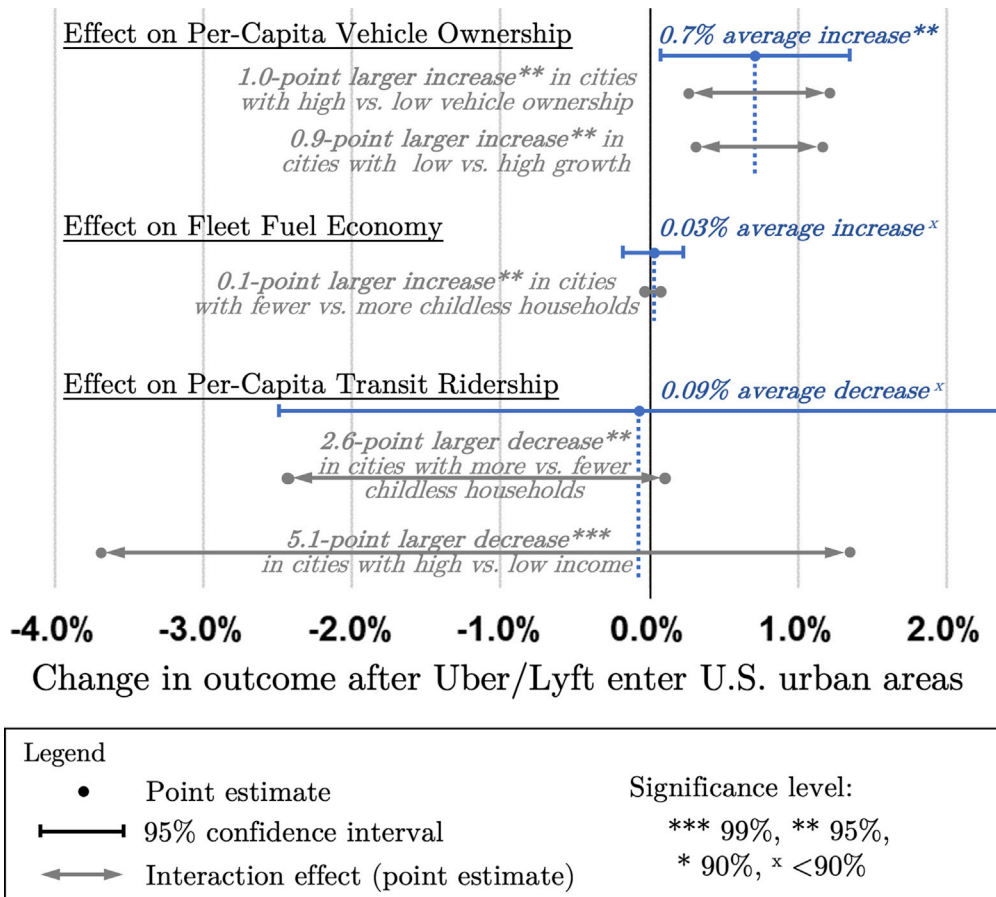 Effect on Per-Capita Vehicle Ownership
0.7% average increase**
1.0-point larger increase** in cities
with high vs. low vehicle ownership
0.9-point larger increase** in
cities with low vs. high growth
Effect on Fleet Fuel Economy
0.03% average increase x
0.1-point larger increase** in cities
with fewer vs. more childless households
Effect on Per-Capita Transit Ridership
0.09% average decrease x
2.6-point larger decrease**
in cities with more vs. fewer
childless households
5.1-point larger decrease***
in cities with high vs. low income
-4.0% -3.0% -2.0% -1.0% 0.0% 1.0% 2.0%
Change in outcome after Uber/Lyft enter U.S. urban areas
Legend
Point estimate
95% confidence interval
Interaction effect (point estimate)
Significance level:
*** 99%, ** 95%,
* 90%, x <90%